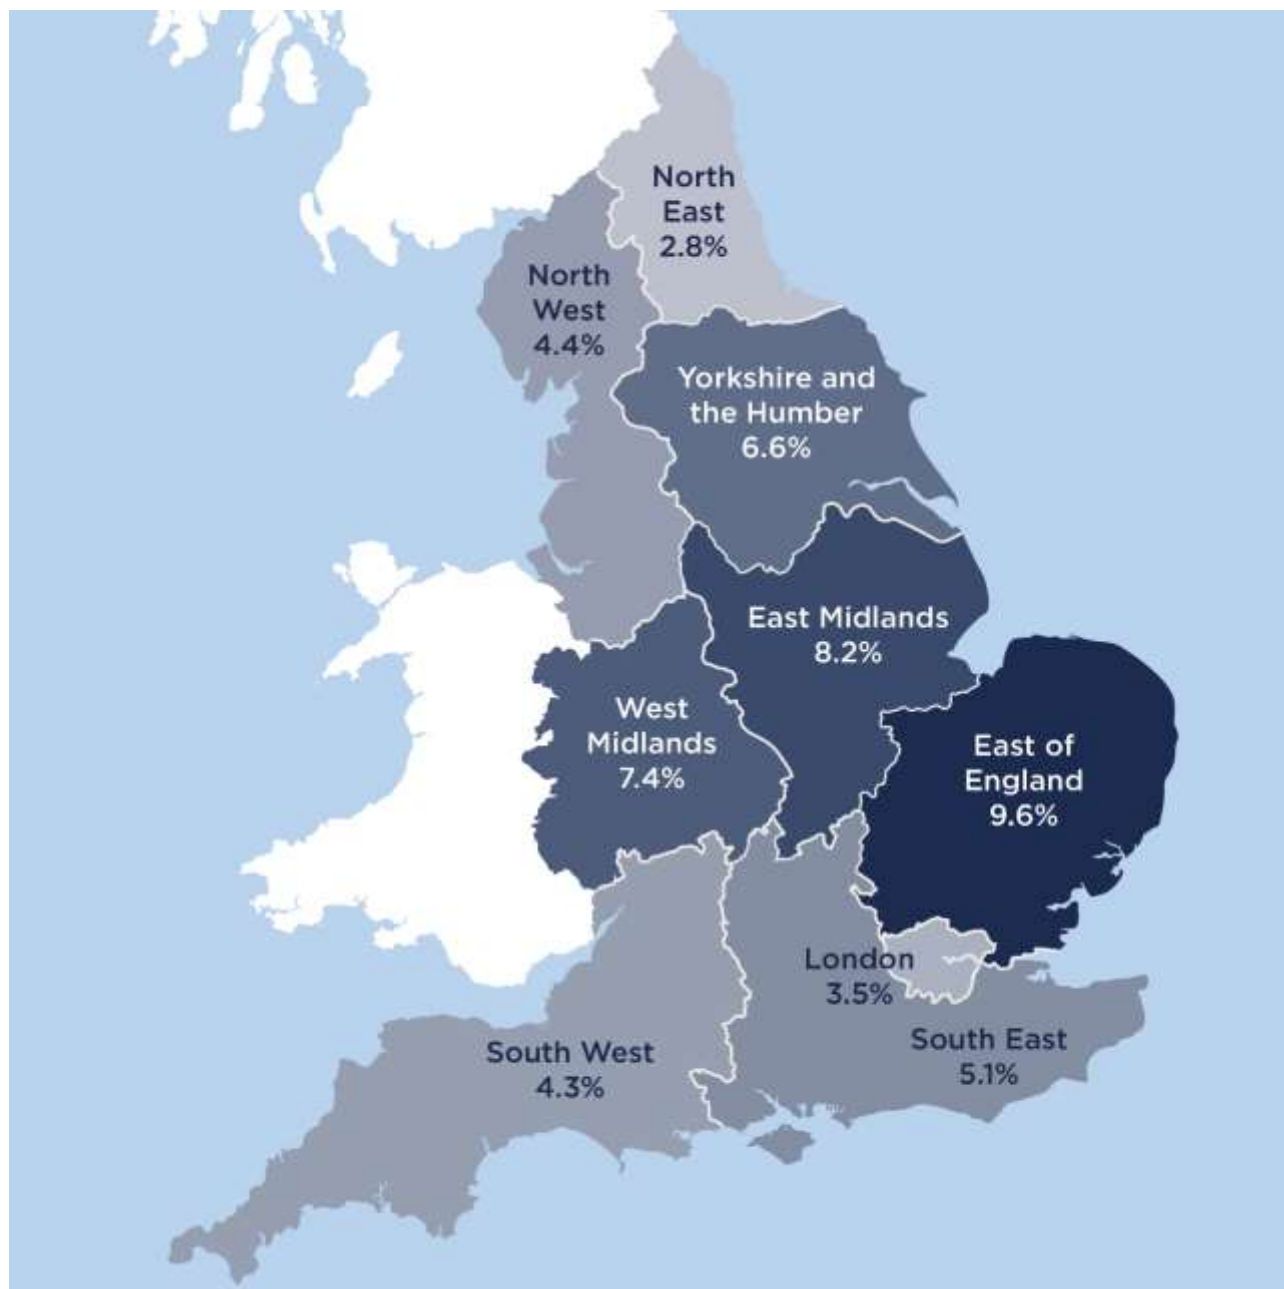 North
East
2.8%
North
West
4.4%
Yorkshire and
the Humber
6.6%
East Midlands
8.2%
West
Midlands
7.4%
East of
England
9.6%
London
3.5%
South East
5.1%
South West
4.3%